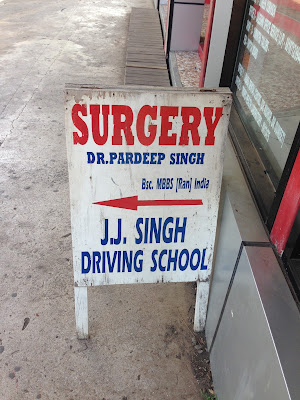 SURGERY
DR.PARDEEP SINGH
Bsc. MBBS [Ran] India
J.J. SINGH
DRIVING SCHOOL